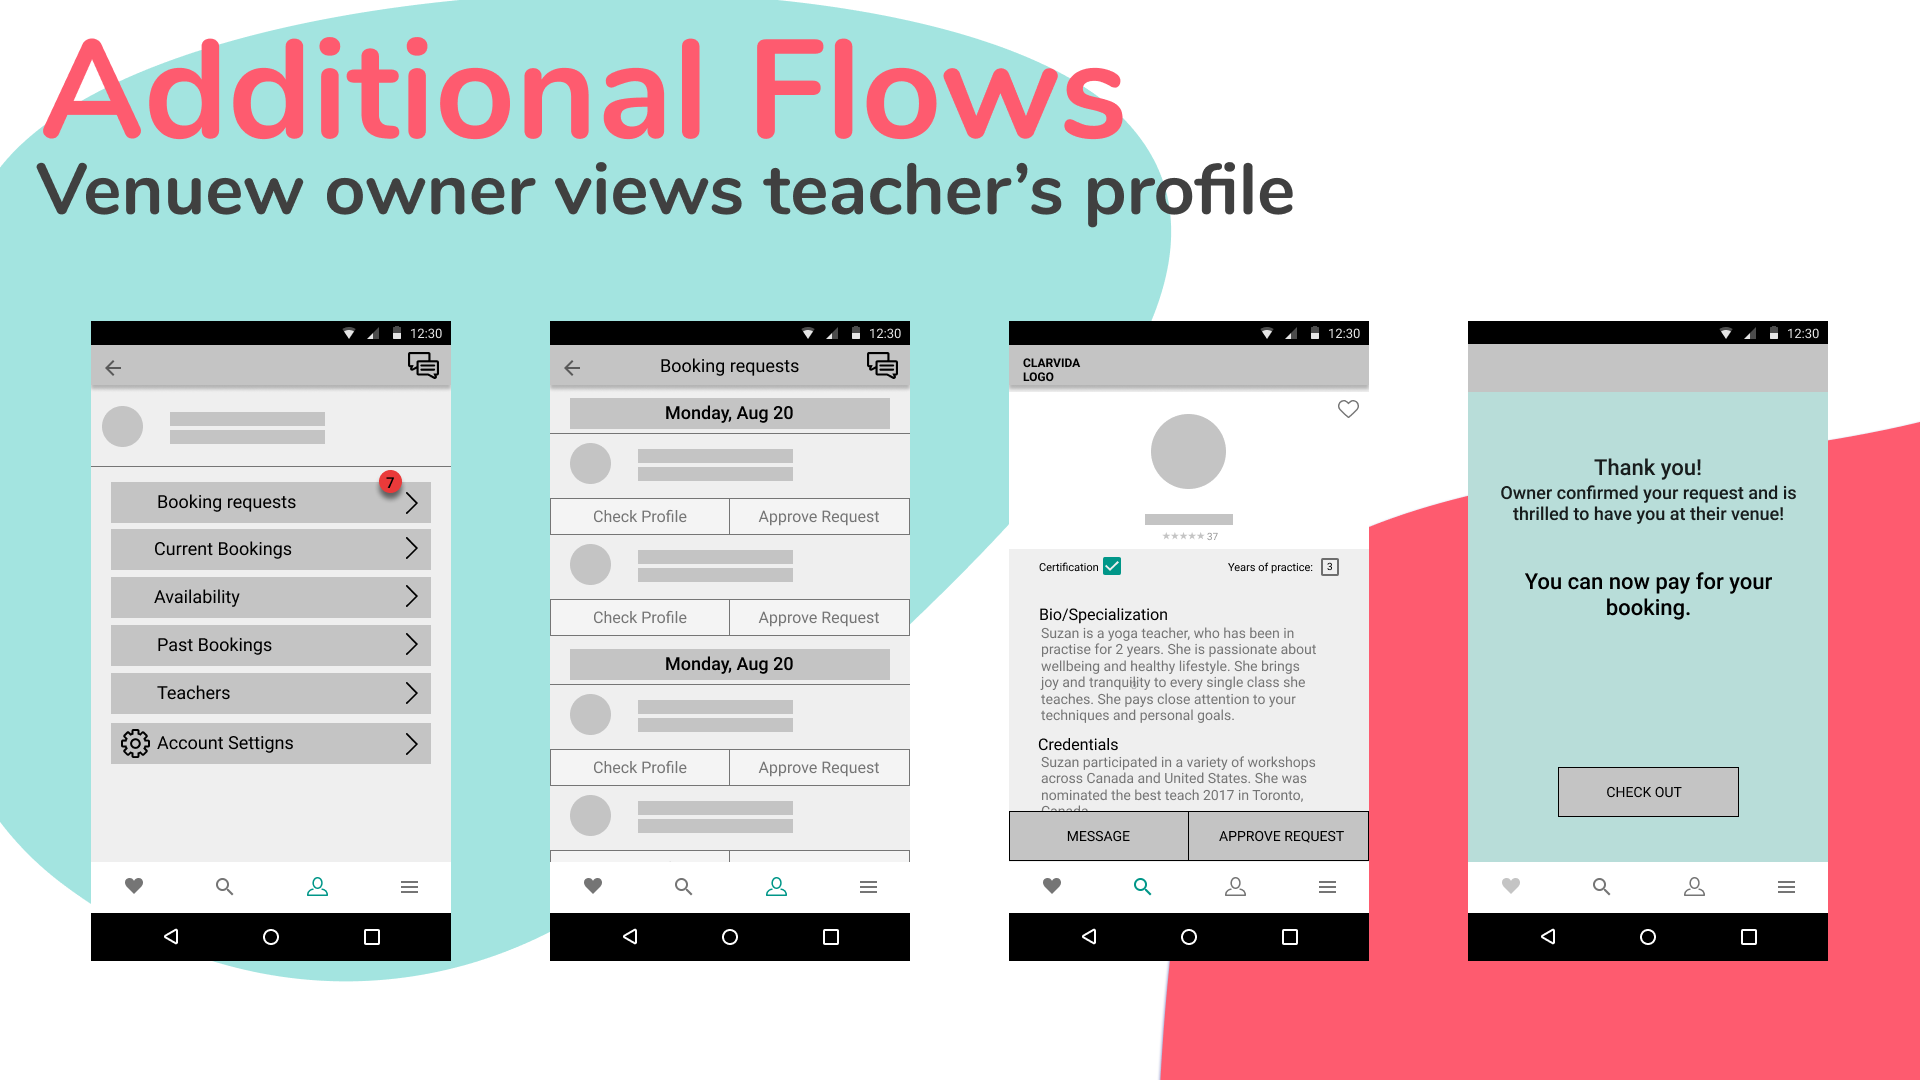 Additional Flows
Venuew owner views teacher’s profile
12:30
7
Booking requests
Current Bookings
Availability
Past Bookings
Teachers
Account Settigns
12:30
Booking requests
Monday, Aug 20
Check Profile
Approve Request
Check Profile
Approve Request
Monday, Aug 20
Check Profile
Approve Request
12:30
CLARVIDA
LOGO
37
Certification
Years of practice: 3
Bio/Specialization
Suzan is a yoga teacher, who has been in
practise for 2 years. She is passionate about
wellbeing and healthy lifestyle. She brings
joy and tranquility to every single class she
teaches. She pays close attention to your
techniques and personal goals.
Credentials
Suzan participated in a variety of workshops
across Canada and United States. She was
nominated the best teach 2017 in Toronto,
Canada
MESSAGE
APPROVE REQUEST
12:30
Thank you!
Owner confirmed your request and is
thrilled to have you at their venue!
You can now pay for your
booking.
CHECK OUT